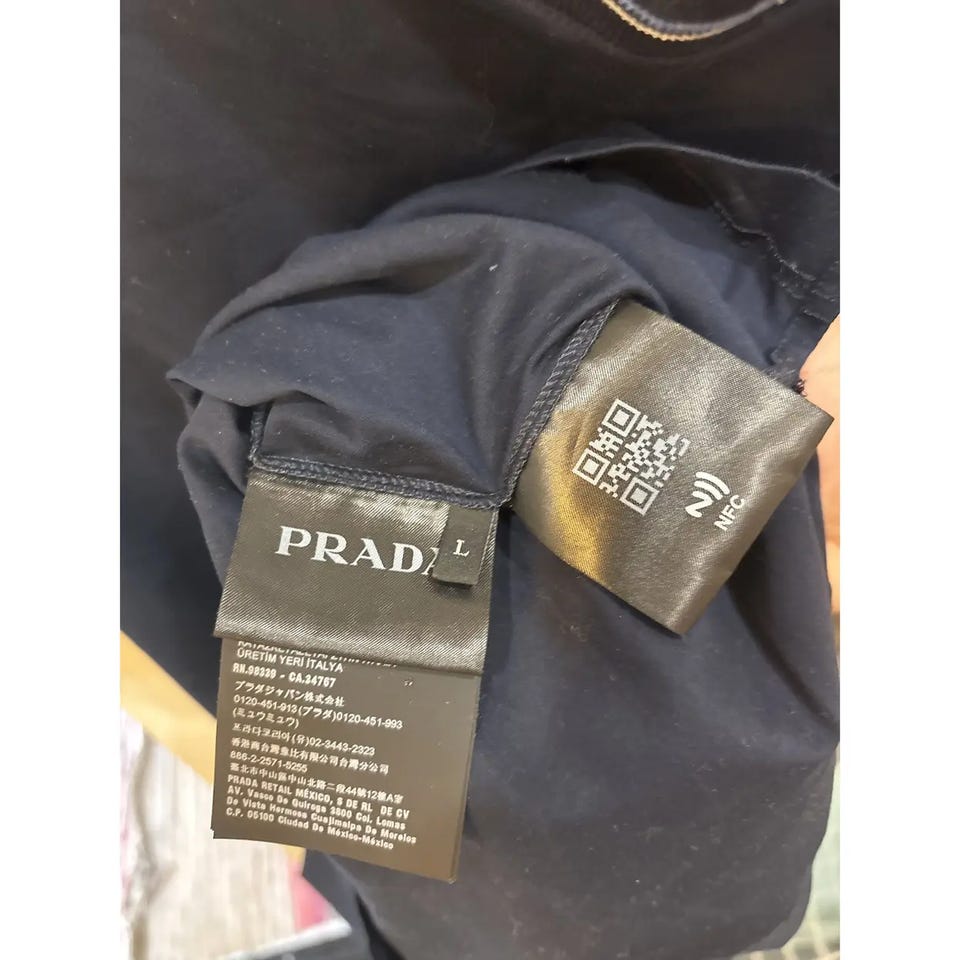 PRADA
L
NFC
ÜRETİM YERİ İTALYA
RN.98339 - CA.34767
プラダジャパン株式会社
0120-451-913(プラダ)0120-451-993
(ミュウミュウ)
프라다코리아(유)02-3443-2323
香港商台灣象比有限公司台灣分公司
886-2-2571-5255
臺北市中山區中山北路二段44號12樓A室
PRADA RETAIL MÉXICO, S DE RL DE CV
AV. Vasco De Quiroga 3800 Col. Lomas
De Vista Hermosa Cuajimalpa De Morelos
C.P. 05100 Ciudad De México-México